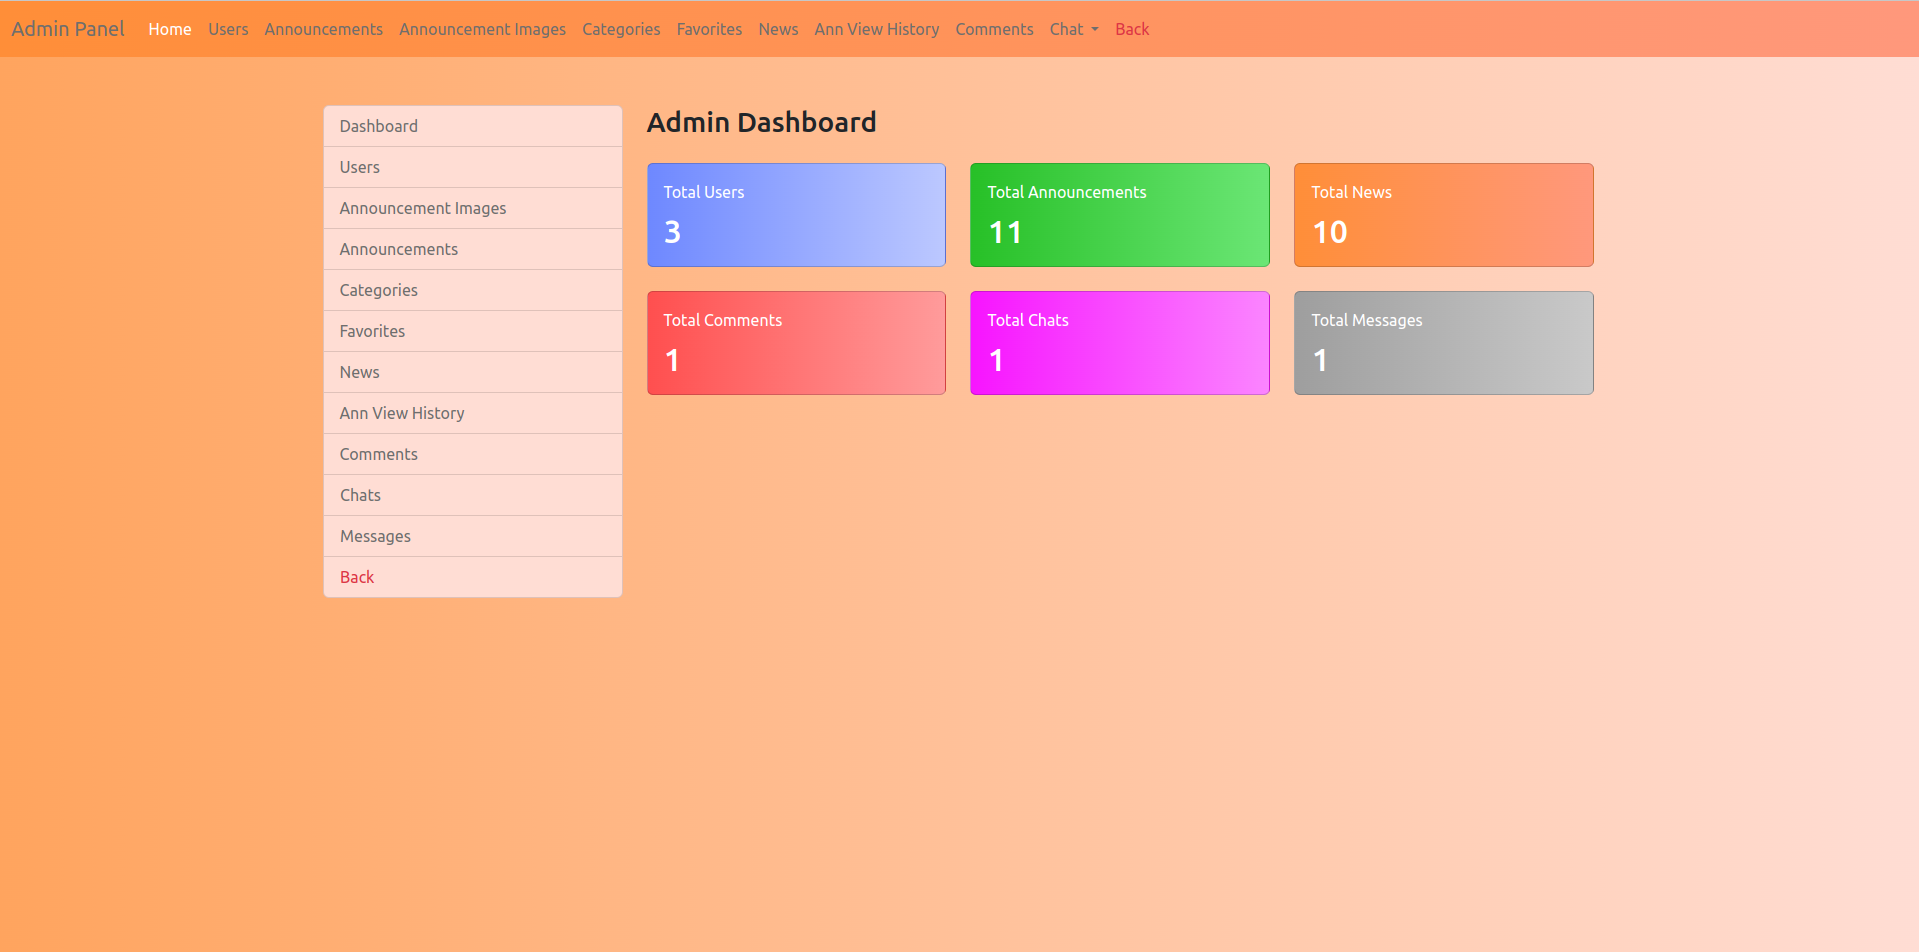 Admin Panel Home Users Announcements Announcement Images Categories Favorites News Ann View History Comments Chat Back
Dashboard
Users
Announcement Images
Announcements
Categories
Favorites
News
Ann View History
Comments
Chats
Messages
Back
Admin Dashboard
Total Users
3
Total Announcements
11
Total News
10
Total Comments
1
Total Chats
1
Total Messages
1